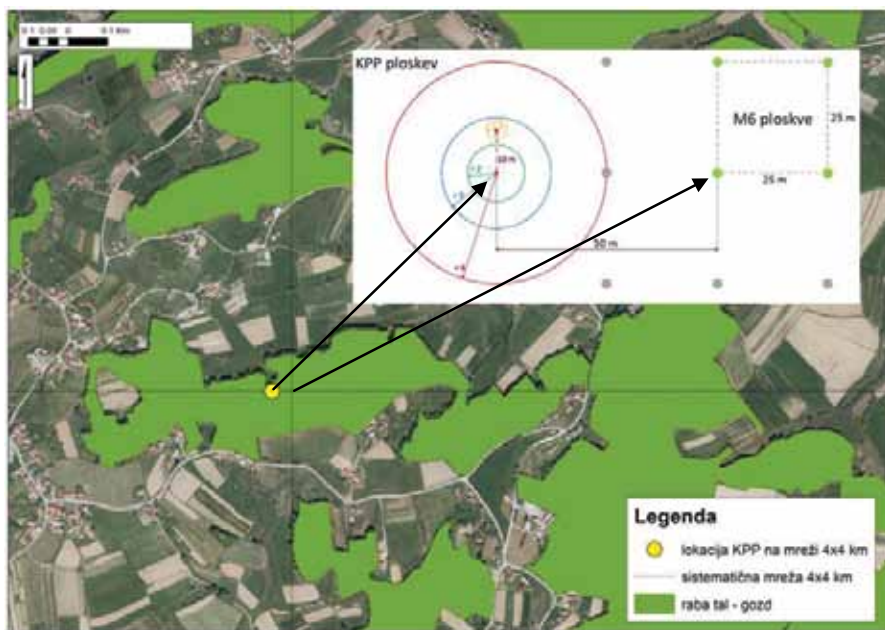 KPP ploskev
M6 ploskve
25 m
25 m
50 m
Legenda
lokacija KPP na mreži 4x4 km
sistematična mreža 4x4 km
raba tal - gozd